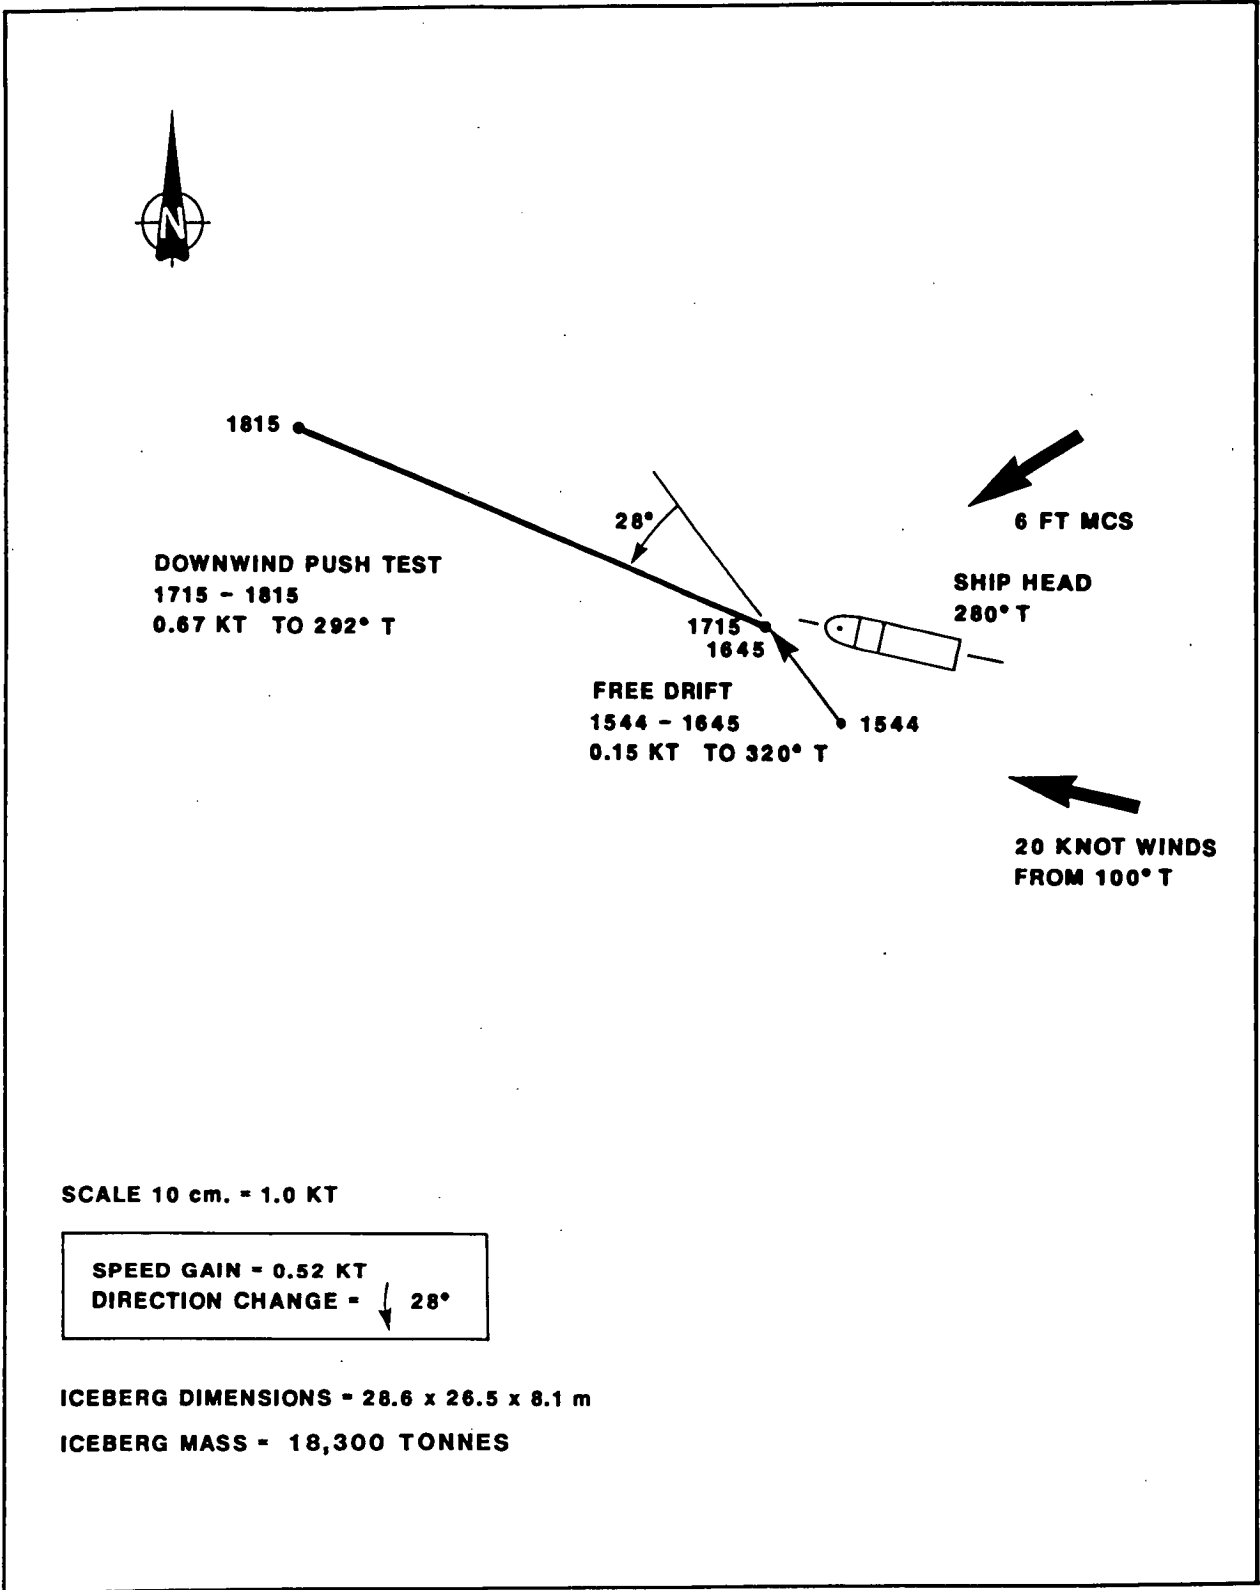 N
1815
28°
6 FT MCS
DOWNWIND PUSH TEST
1715 - 1815
0.67 KT TO 292° T
SHIP HEAD
280° T
1715
1645
FREE DRIFT
1544 - 1645
0.15 KT TO 320° T
1544
20 KNOT WINDS
FROM 100° T
SCALE 10 cm. = 1.0 KT
SPEED GAIN = 0.52 KT
DIRECTION CHANGE = 28°
ICEBERG DIMENSIONS = 28.6 x 26.5 x 8.1 m
ICEBERG MASS = 18,300 TONNES